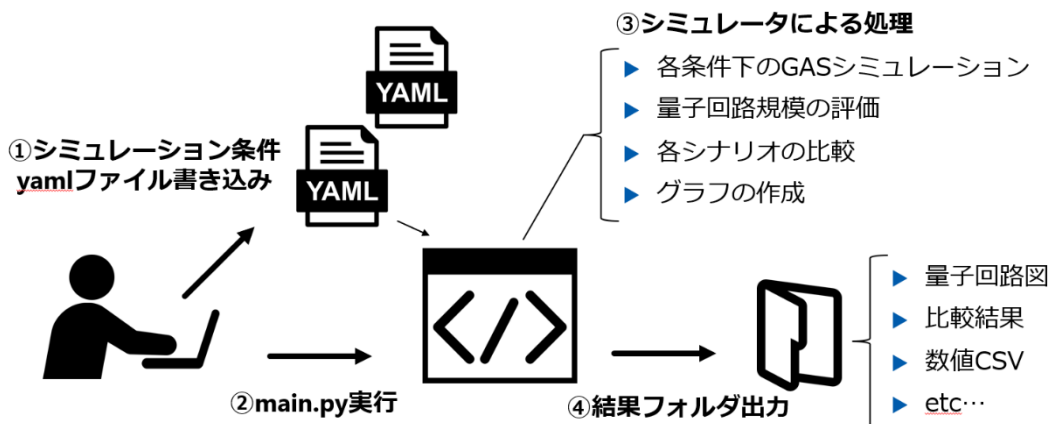 ①シミュレーション条件
yamlファイル書き込み
YAML
YAML
②main.py実行
③シミュレータによる処理
各条件下のGASシミュレーション
量子回路規模の評価
各シナリオの比較
グラフの作成
④結果フォルダ出力
量子回路図
比較結果
数値CSV
etc…